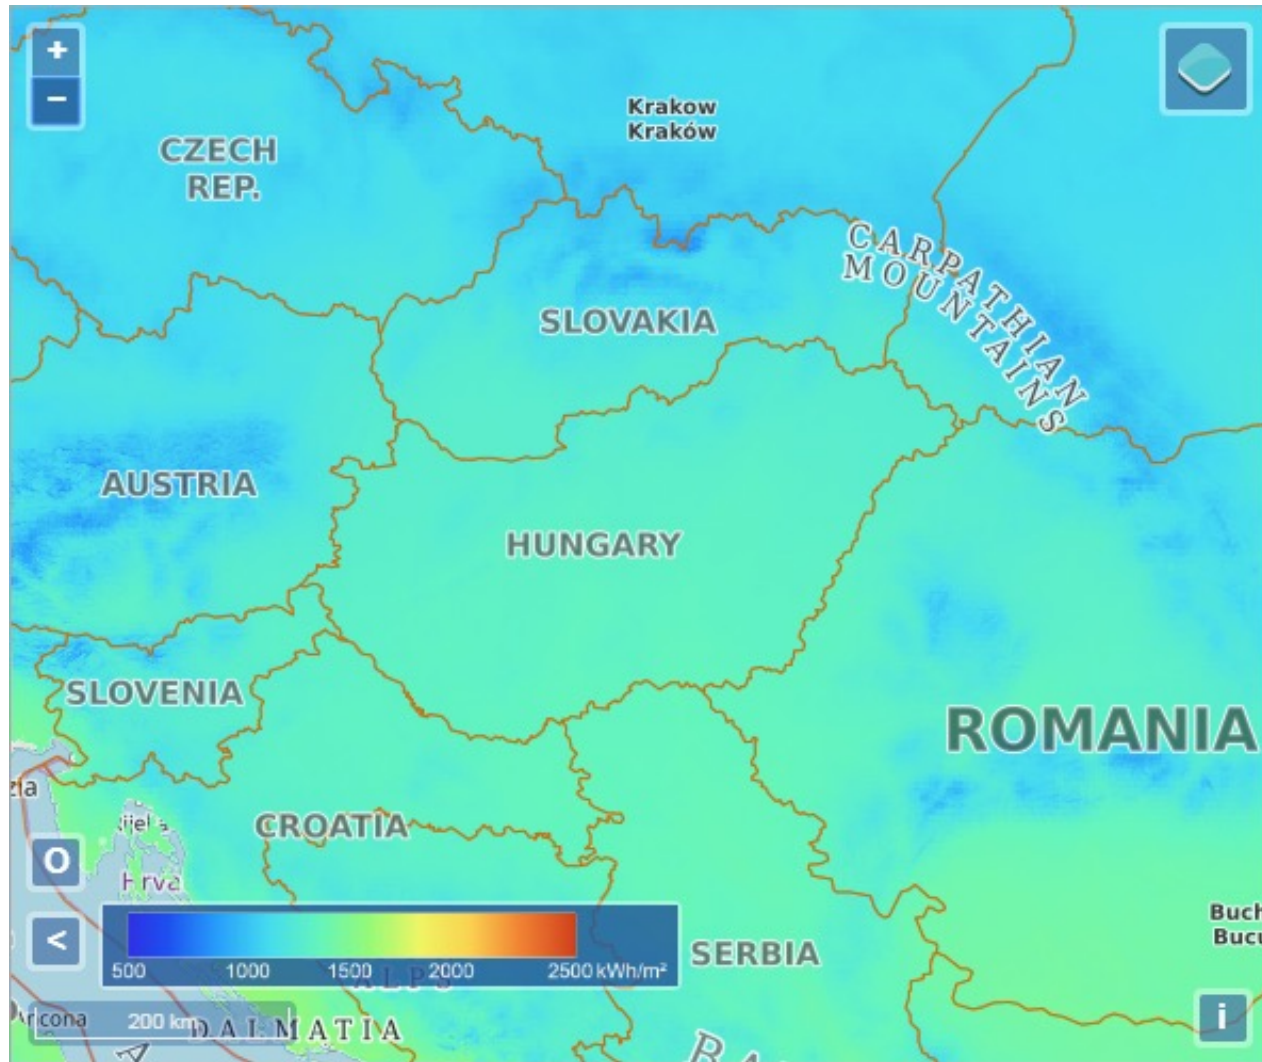 +
−
Krakow
Kraków
CZECH
REP.
CARPATHIAN
MOUNTAINS
SLOVAKIA
AUSTRIA
HUNGARY
SLOVENIA
ROMANIA
CROATIA
O
Hrva
<
500 1000 1500 2000 2500 kWh/m²
SERBIA
ALPS
200 km
DALMATIA
i